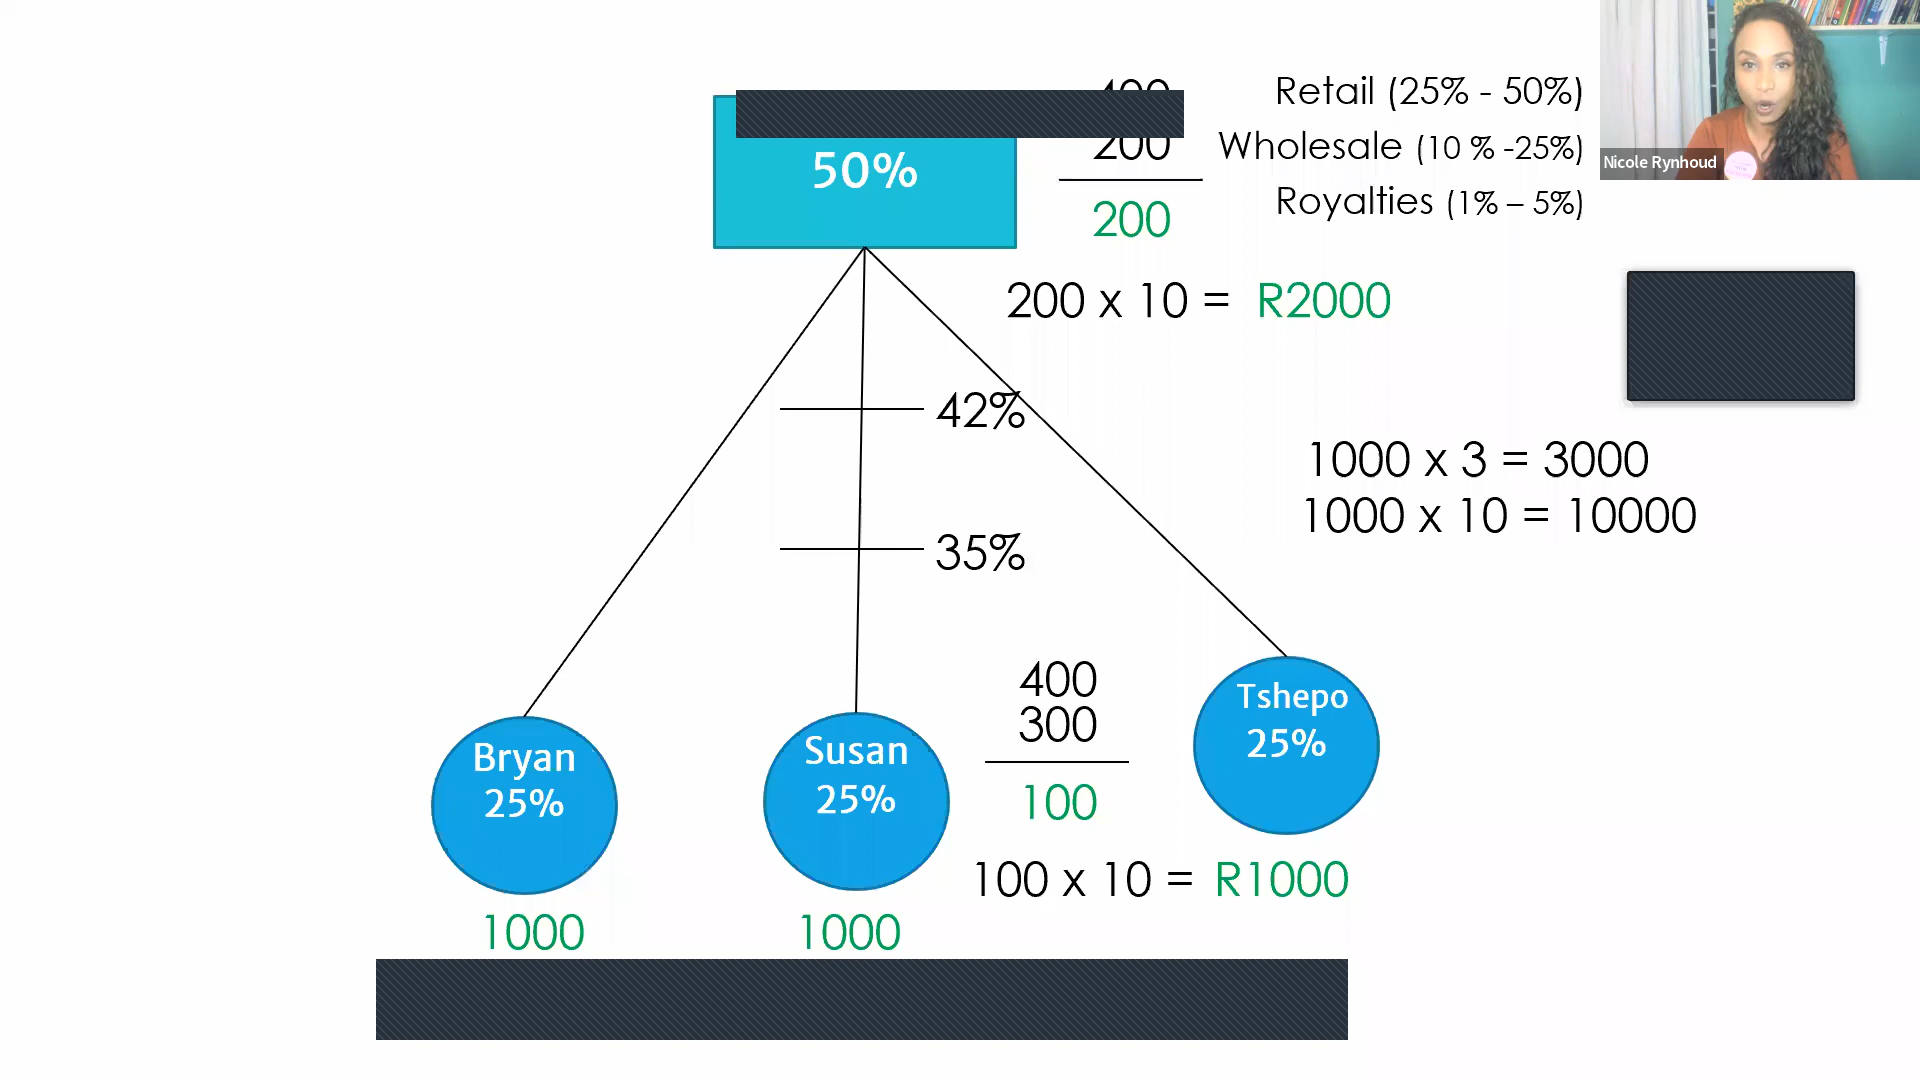 Retail (25% - 50%)
50%
200
Wholesale (10 % -25%)
Nicole Rynhoud
200
Royalties (1% – 5%)
200 x 10 = R2000
42%
1000 x 3 = 3000
1000 x 10 = 10000
35%
400
300
100
Tshepo
25%
Bryan
25%
Susan
25%
100 x 10 = R1000
1000
1000